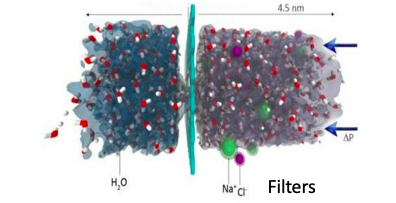 4.5 nm
ΔP
H₂O
Na⁺ Cl⁻
Filters